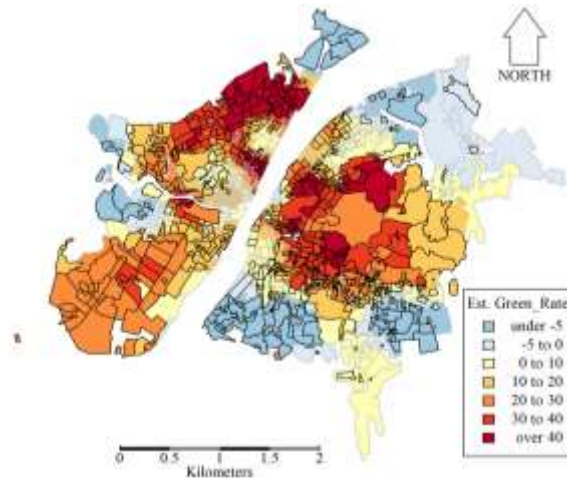 NORTH
Est. Green_Rate
under -5
-5 to 0
0 to 10
10 to 20
20 to 30
30 to 40
over 40
0 0.5 1 1.5 2
Kilometers